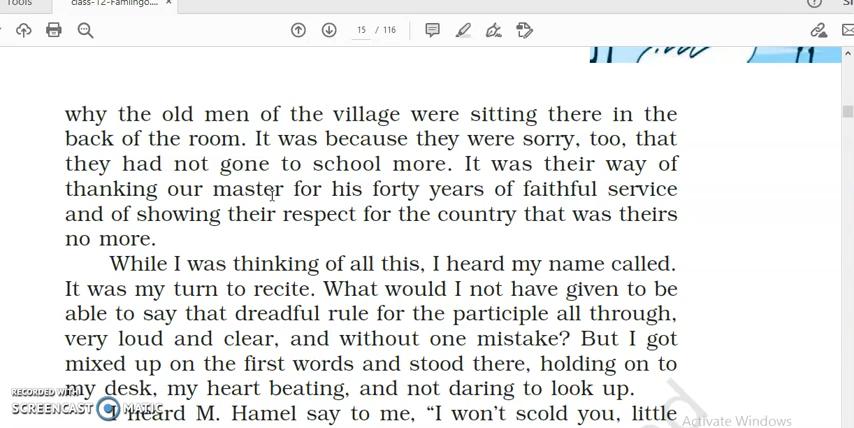 Tools
class-12-Famlingo.... ×
15 / 116
why the old men of the village were sitting there in the
back of the room. It was because they were sorry, too, that
they had not gone to school more. It was their way of
thanking our master for his forty years of faithful service
and of showing their respect for the country that was theirs
no more.
While I was thinking of all this, I heard my name called.
It was my turn to recite. What would I not have given to be
able to say that dreadful rule for the participle all through,
very loud and clear, and without one mistake? But I got
mixed up on the first words and stood there, holding on to
my desk, my heart beating, and not daring to look up.
I heard M. Hamel say to me, “I won’t scold you, little
RECORDED WITH
SCREENCAST MATIC
Activate Windows